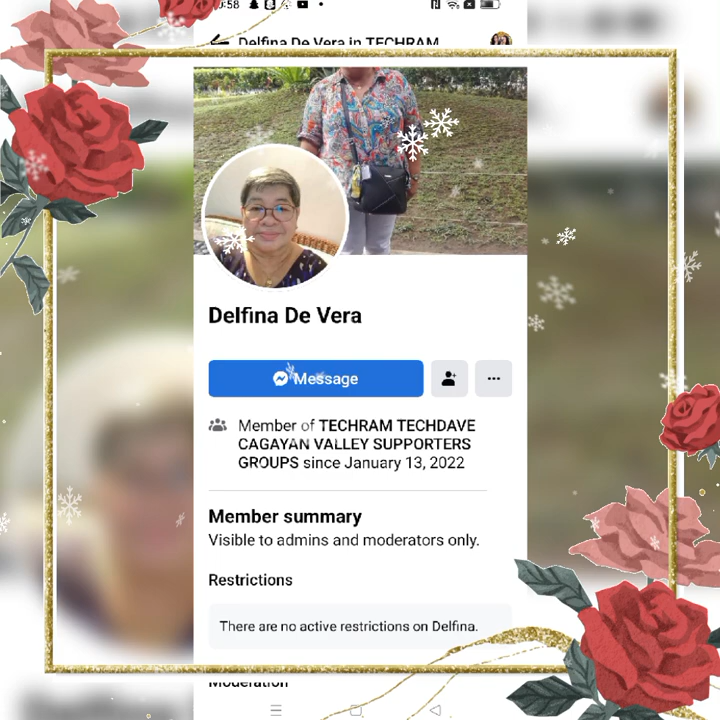 :58
Delfina De Vera in TECHRAM
Delfina De Vera
Message
Member of TECHRAM TECHDAVE
CAGAYAN VALLEY SUPPORTERS
GROUPS since January 13, 2022
Member summary
Visible to admins and moderators only.
Restrictions
There are no active restrictions on Delfina.
Moderation